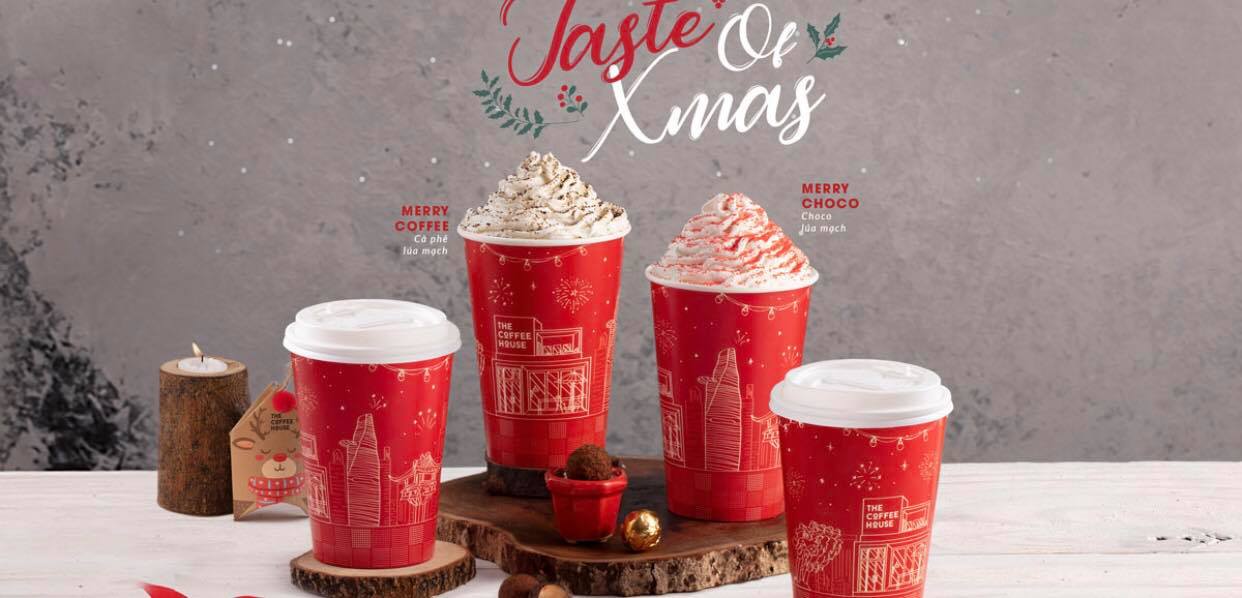 Taste
Of
Xmas
MERRY
COFFEE
Cà phê
lúa mạch
MERRY
CHOCO
Choco
lúa mạch
THE
COFFEE
HOUSE
THE
COFFEE
HOUSE
THE
COFFEE
HOUSE